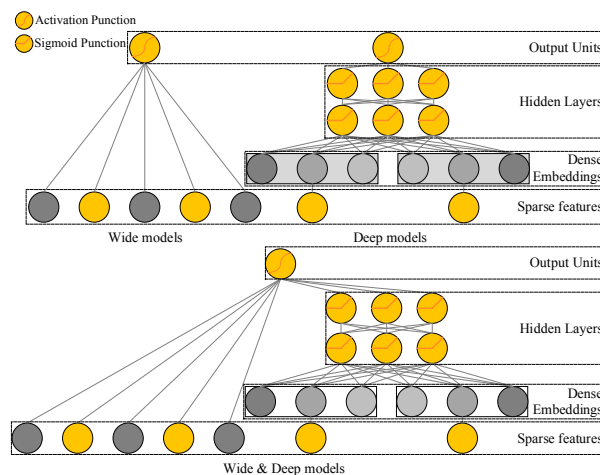 Activation Punction
Sigmoid Punction
Output Units
Hidden Layers
Dense
Embeddings
Sparse features
Wide models
Deep models
Output Units
Hidden Layers
Dense
Embeddings
Sparse features
Wide & Deep models